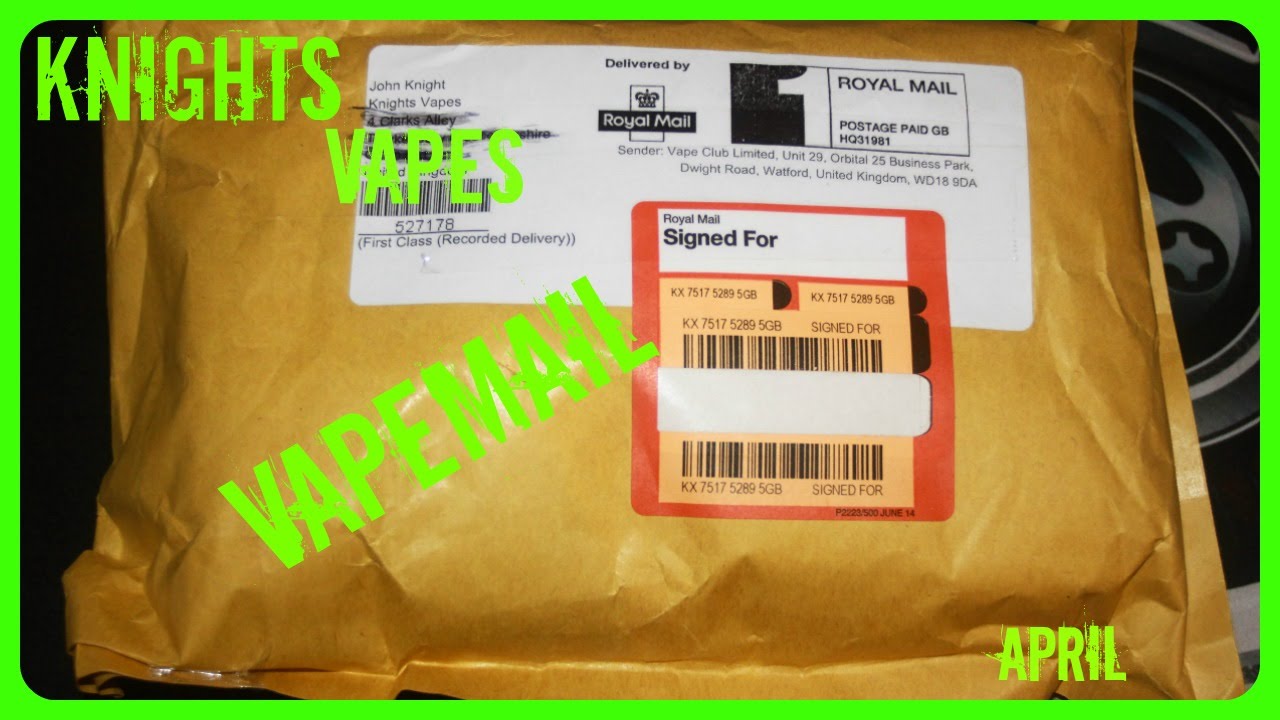 KNIGHTS
VAPES
VAPEMAIL
APRIL
John Knight
Knights Vapes
527178
(First Class (Recorded Delivery))
Delivered by
Royal Mail
1
ROYAL MAIL
POSTAGE PAID GB
HQ31981
Sender: Vape Club Limited, Unit 29, Orbital 25 Business Park,
Dwight Road, Watford, United Kingdom, WD18 9DA
Royal Mail
Signed For
KX 7517 5289 5GB KX 7517 5289 5GB
KX 7517 5289 5GB SIGNED FOR
KX 7517 5289 5GB SIGNED FOR
P2223/500 JUNE 14